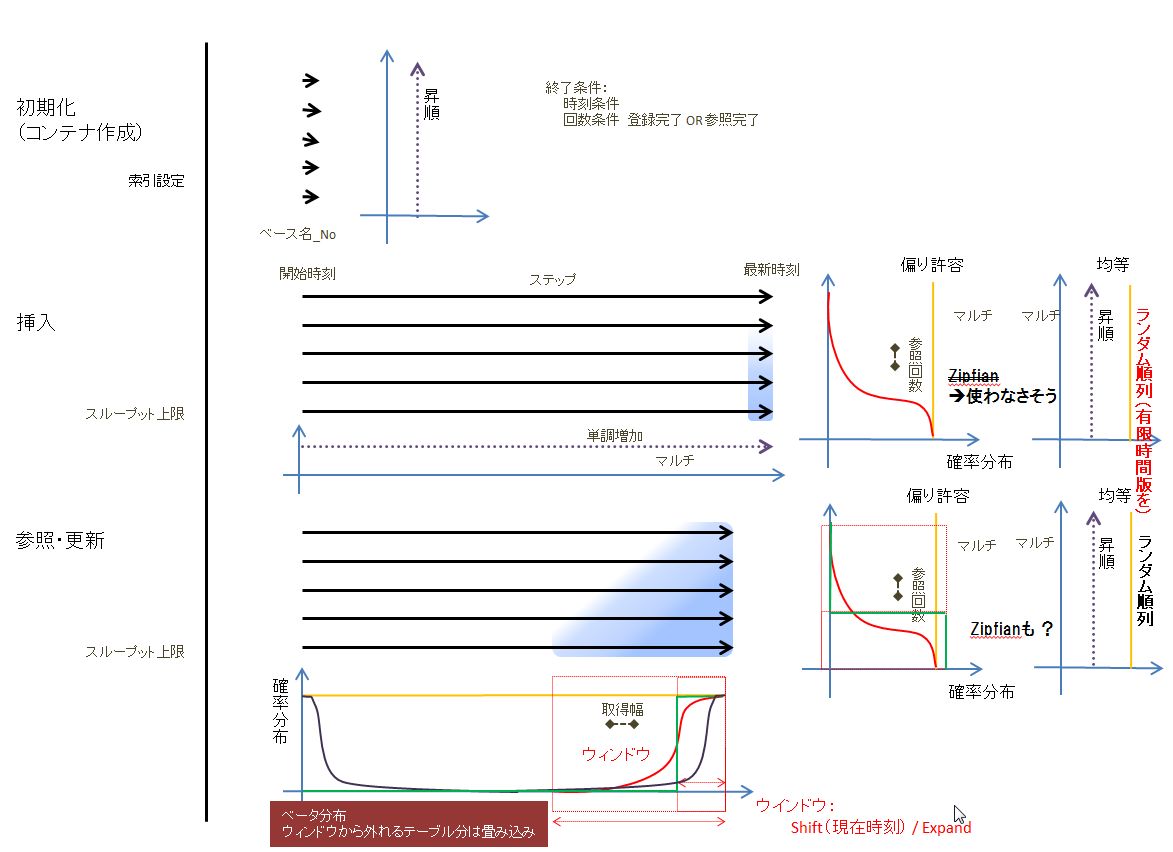 初期化
（コンテナ作成）
索引設定
昇順
終了条件：
時刻条件
回数条件 登録完了 OR 参照完了
ベース名_No
挿入
スループット上限
開始時刻
ステップ
最新時刻
単調増加
マルチ
偏り許容
マルチ
参照回数
Zipfian
→使わなさそう
確率分布
均等
マルチ
昇順
ランダム順列（有限時間版を）
参照・更新
スループット上限
偏り許容
マルチ
参照回数
Zipfianも？
確率分布
均等
マルチ
昇順
ランダム順列
確率分布
取得幅
ウィンドウ
ベータ分布
ウィンドウから外れるテーブル分は畳み込み
ウインドウ：
Shift（現在時刻） / Expand